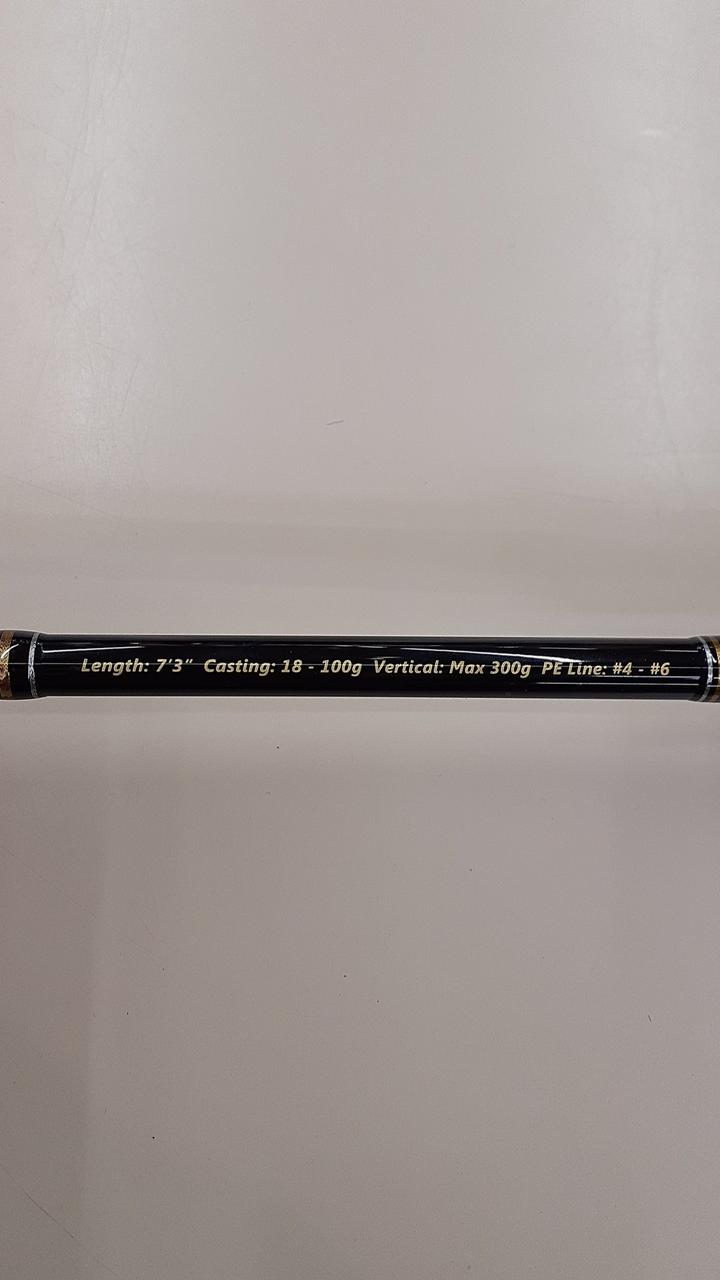 Length: 7'3" Casting: 18 - 100g Vertical: Max 300g PE Line: #4 - #6